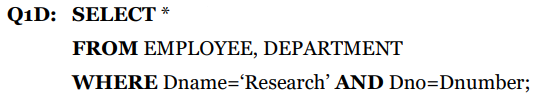 Q1D: SELECT *
FROM EMPLOYEE, DEPARTMENT
WHERE Dname=‘Research’ AND Dno=Dnumber;